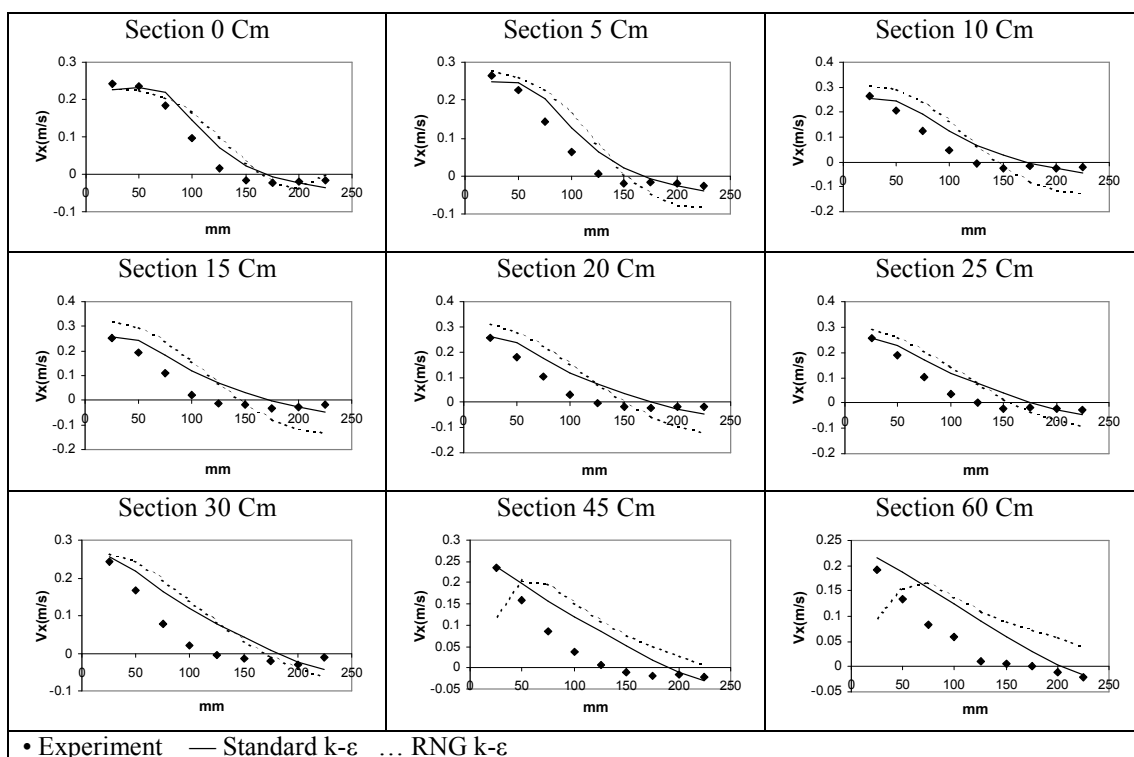 Section 0 Cm
0.3
0.2
0.1
0
-0.1
0 50 100 150 200 250
Vx(m/s)
mm
Section 5 Cm
0.3
0.2
0.1
0
-0.1
0 50 100 150 200 250
Vx(m/s)
mm
Section 10 Cm
0.4
0.3
0.2
0.1
0
-0.1
-0.2
0 50 100 150 200 250
Vx(m/s)
mm
Section 15 Cm
0.4
0.3
0.2
0.1
0
-0.1
-0.2
0 50 100 150 200 250
Vx(m/s)
mm
Section 20 Cm
0.4
0.3
0.2
0.1
0
-0.1
-0.2
0 50 100 150 200 250
Vx(m/s)
mm
Section 25 Cm
0.4
0.3
0.2
0.1
0
-0.1
-0.2
0 50 100 150 200 250
Vx(m/s)
mm
Section 30 Cm
0.3
0.2
0.1
0
-0.1
0 50 100 150 200 250
Vx(m/s)
mm
Section 45 Cm
0.3
0.25
0.2
0.15
0.1
0.05
0
-0.05
0 50 100 150 200 250
Vx(m/s)
mm
Section 60 Cm
0.25
0.2
0.15
0.1
0.05
0
-0.05
0 50 100 150 200 250
Vx(m/s)
mm
• Experiment — Standard k-ε … RNG k-ε